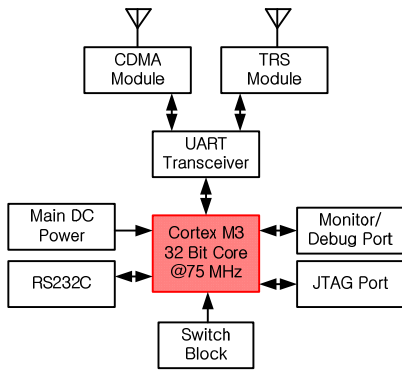 CDMA
Module
TRS
Module
UART
Transceiver
Main DC
Power
Cortex M3
32 Bit Core
@75 MHz
Monitor/
Debug Port
RS232C
JTAG Port
Switch
Block